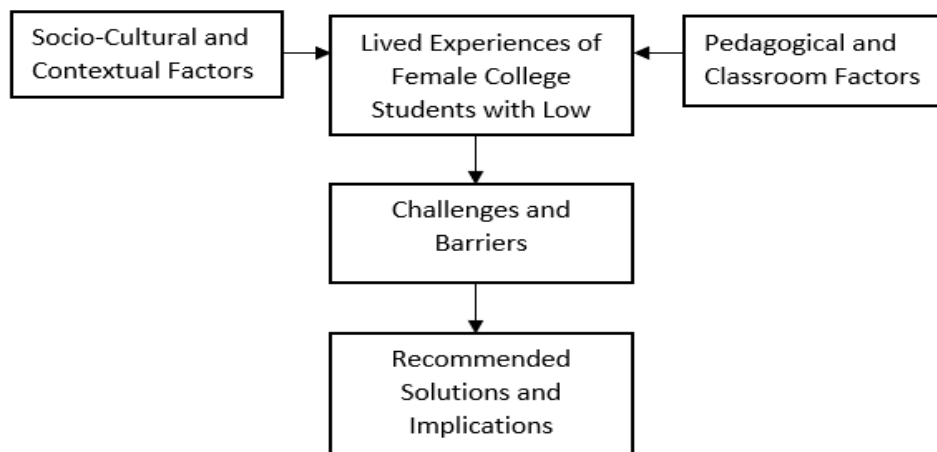 Socio-Cultural and
Contextual Factors
Lived Experiences of
Female College
Students with Low
Pedagogical and
Classroom Factors
Challenges and
Barriers
Recommended
Solutions and
Implications